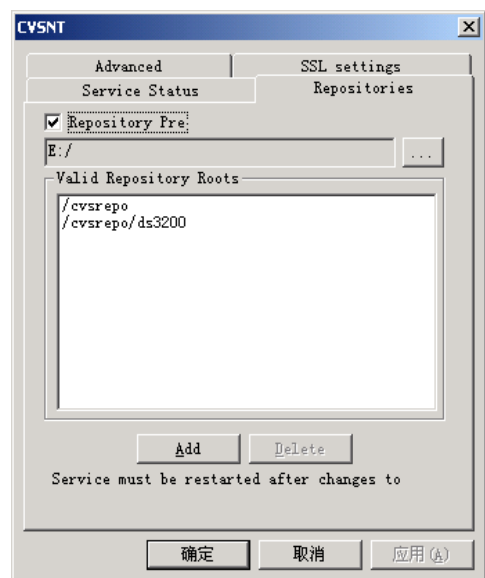 CVSNT
Advanced
SSL settings
Service Status
Repositories
Repository Pre
E:/
...
Valid Repository Roots
/cvsrepo
/cvsrepo/ds3200
Add
Delete
Service must be restarted after changes to
确定
取消
应用(A)